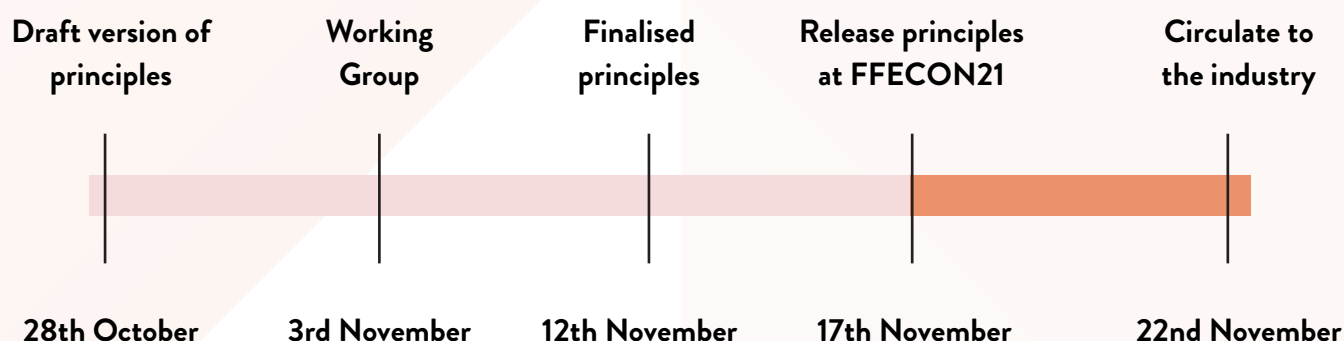 Draft version of
principles
Working
Group
Finalised
principles
Release principles
at FFECON21
Circulate to
the industry
28th October
3rd November
12th November
17th November
22nd November